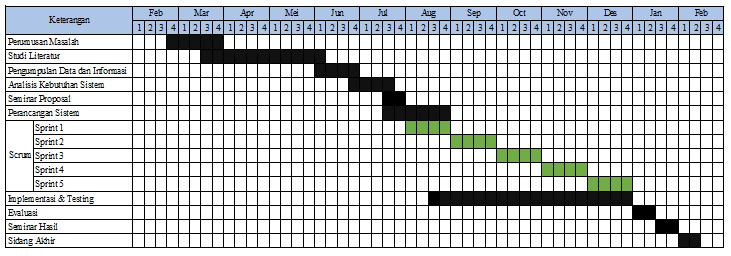 Keterangan Feb Mar Apr Mei Jun Jul Aug Sep Oct Nov Des Jan Feb
1 2 3 4 1 2 3 4 1 2 3 4 1 2 3 4 1 2 3 4 1 2 3 4 1 2 3 4 1 2 3 4 1 2 3 4 1 2 3 4 1 2 3 4 1 2 3 4 1 2 3 4
Perumusan Masalah
Studi Literatur
Pengumpulan Data dan Informasi
Analisis Kebutuhan Sistem
Seminar Proposal
Perancangan Sistem
Scrum
Sprint 1
Sprint 2
Sprint 3
Sprint 4
Sprint 5
Implementasi & Testing
Evaluasi
Seminar Hasil
Sidang Akhir